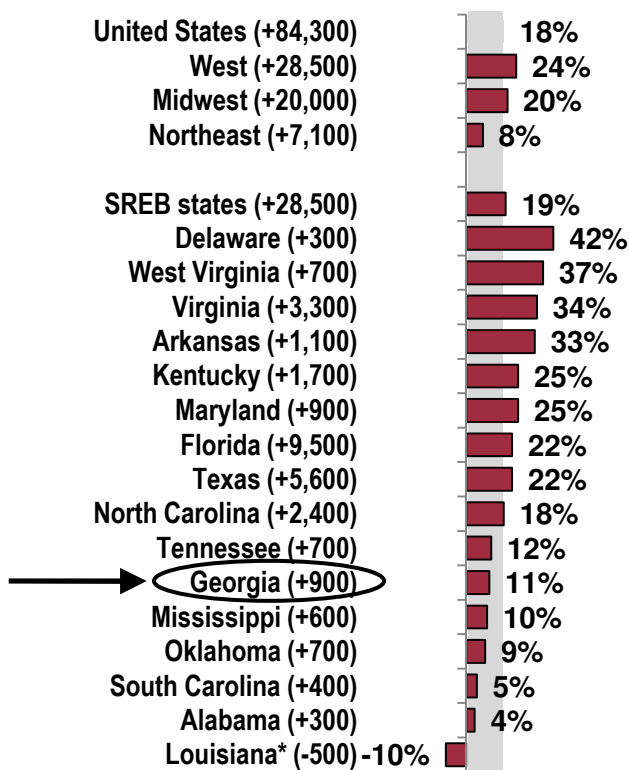 United States (+84,300) 18%
West (+28,500) 24%
Midwest (+20,000) 20%
Northeast (+7,100) 8%
SREB states (+28,500) 19%
Delaware (+300) 42%
West Virginia (+700) 37%
Virginia (+3,300) 34%
Arkansas (+1,100) 33%
Kentucky (+1,700) 25%
Maryland (+900) 25%
Florida (+9,500) 22%
Texas (+5,600) 22%
North Carolina (+2,400) 18%
Tennessee (+700) 12%
Georgia (+900) 11%
Mississippi (+600) 10%
Oklahoma (+700) 9%
South Carolina (+400) 5%
Alabama (+300) 4%
Louisiana* (-500) -10%